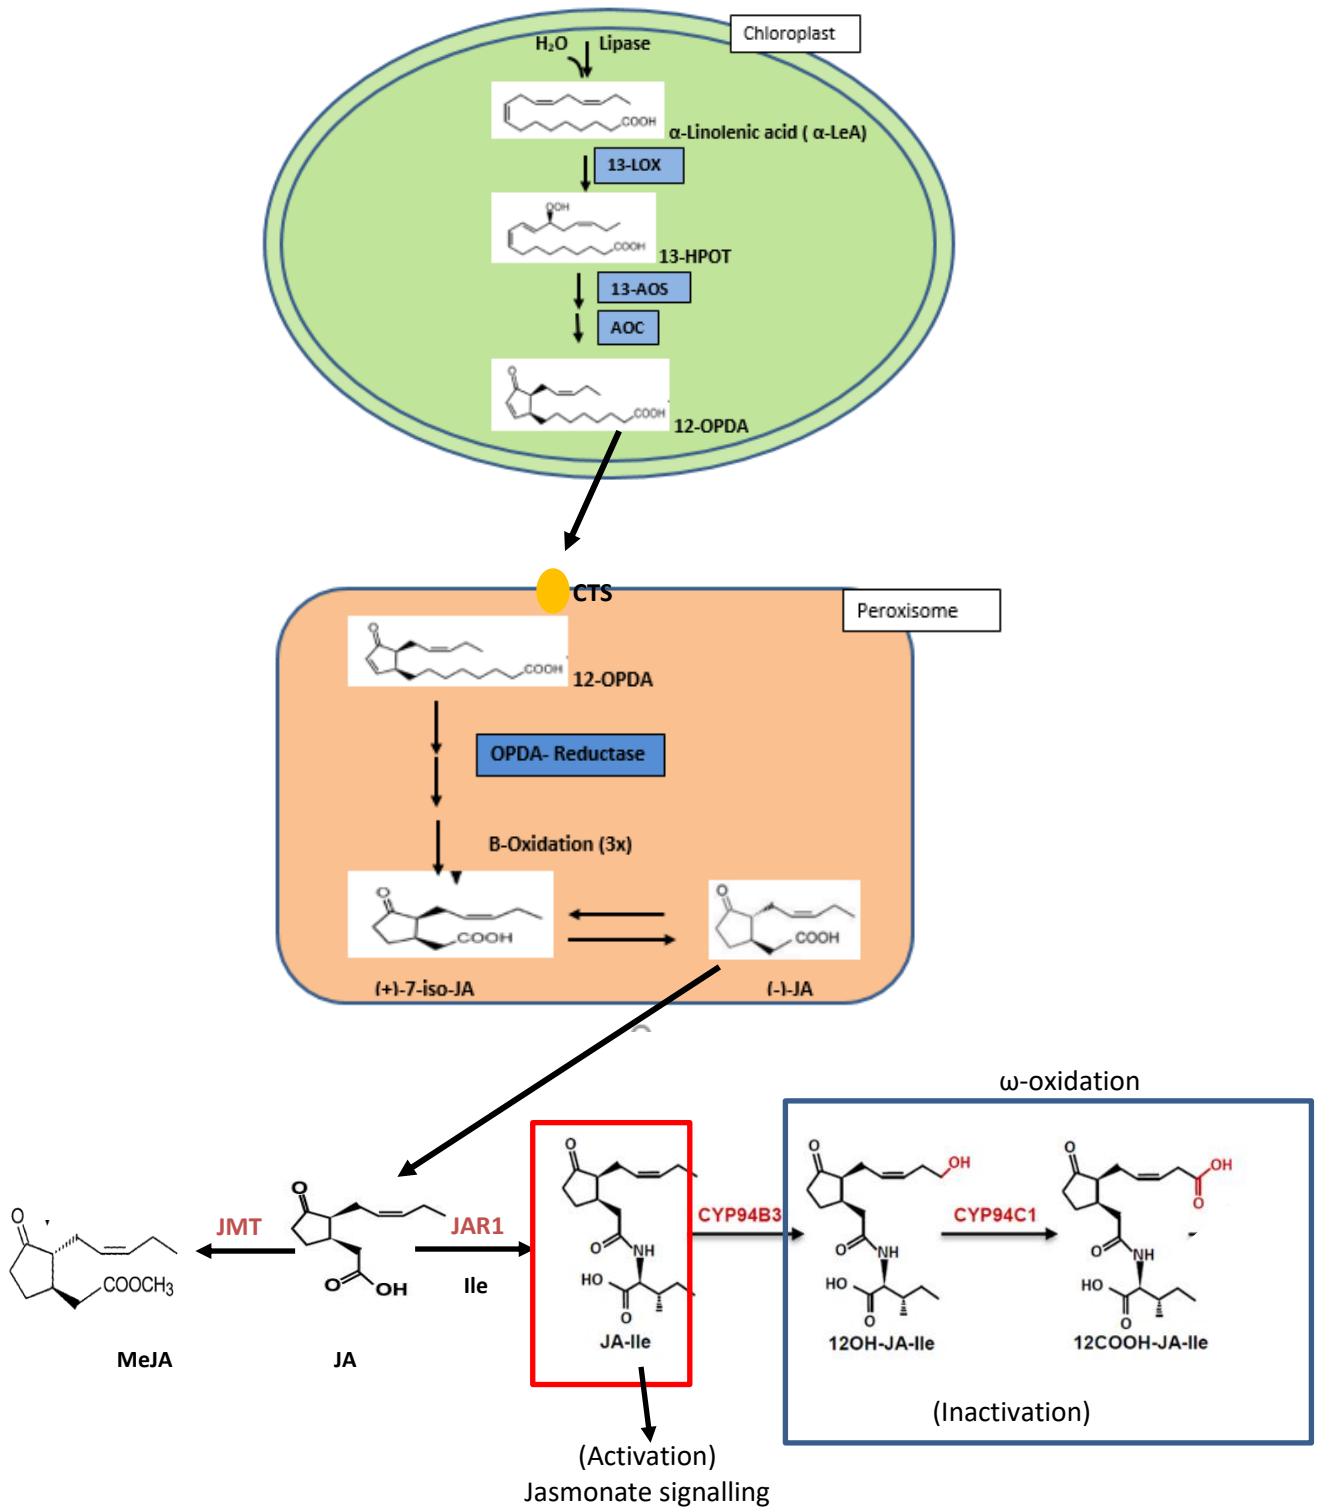 Chloroplast
H₂O Lipase
COOH
α-Linolenic acid ( α-LeA)
13-LOX
OOH
COOH
13-HPOT
13-AOS
AOC
O
COOH
12-OPDA
CTS
Peroxisome
O
COOH
12-OPDA
OPDA- Reductase
B-Oxidation (3x)
O
COOH
O
COOH
(+)-7-iso-JA
(-)-JA
ω-oxidation
O
COOCH₃
MeJA
JMT
O
O
OH
JA
JAR1
Ile
O
O
NH
HO
O
JA-Ile
CYP94B3
O
OH
O
NH
HO
O
12OH-JA-Ile
CYP94C1
O
OH
O
O
NH
HO
O
12COOH-JA-Ile
(Inactivation)
(Activation)
Jasmonate signalling